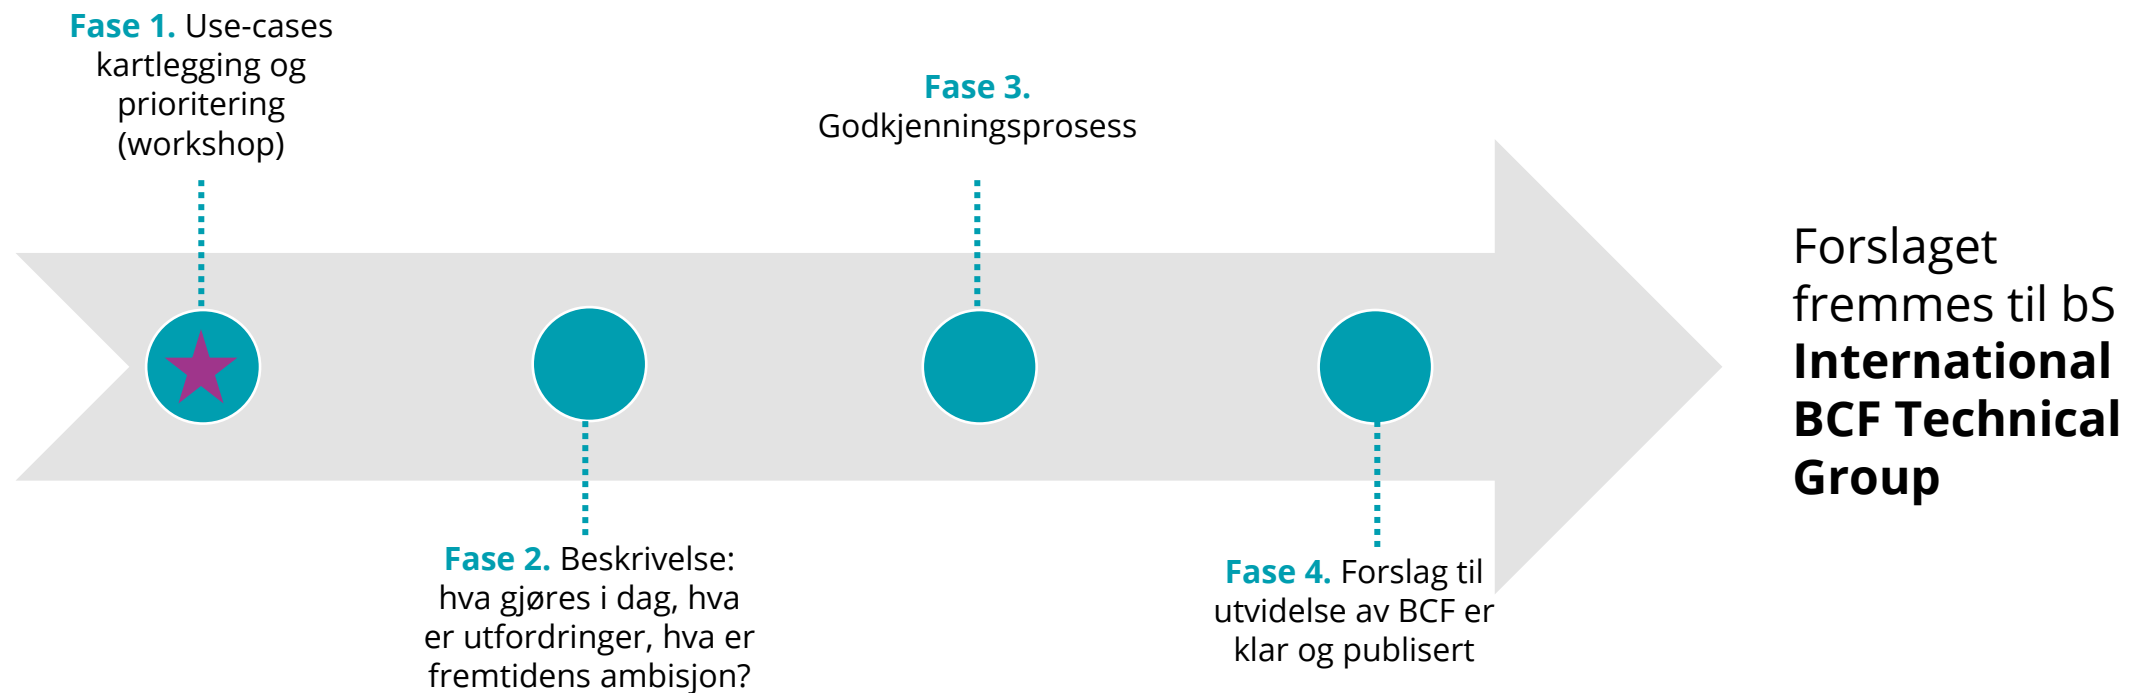 Fase 1. Use-cases
kartlegging og
prioritering
(workshop)
Fase 2. Beskrivelse:
hva gjøres i dag, hva
er utfordringer, hva er
fremtidens ambisjon?
Fase 3.
Godkjenningsprosess
Fase 4. Forslag til
utvidelse av BCF er
klar og publisert
Forslaget
fremmes til bS
International
BCF Technical
Group